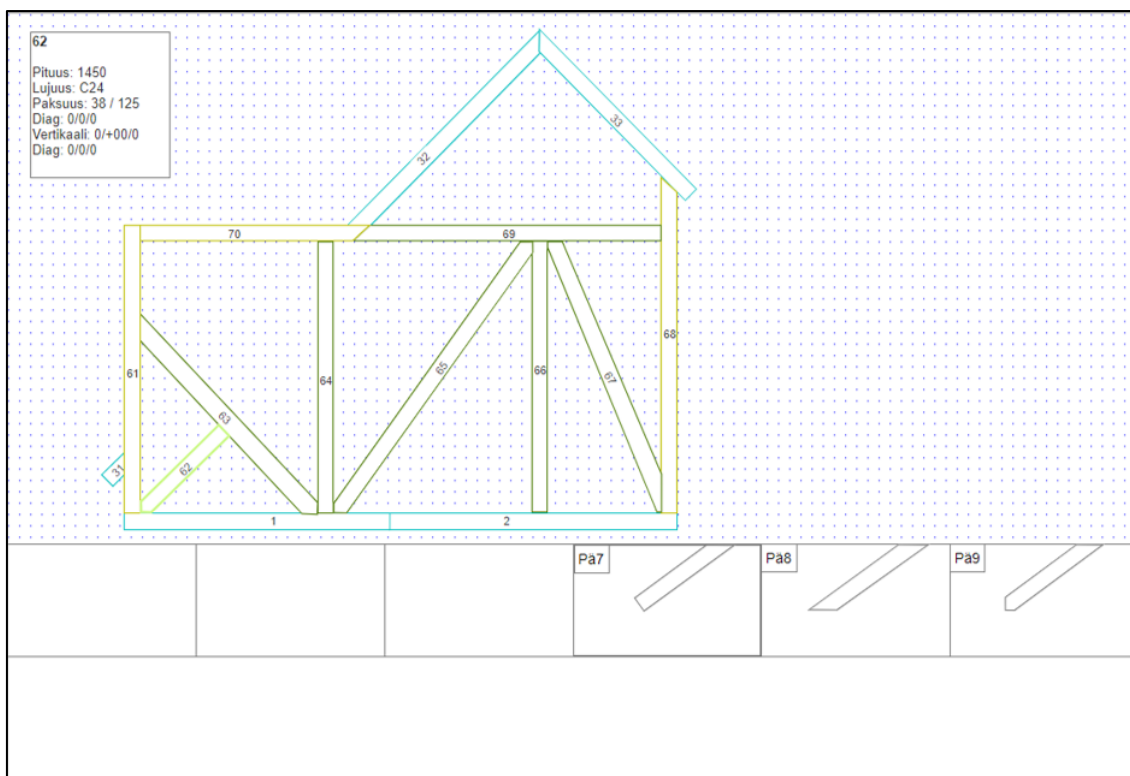 62
Pituus: 1450
Lujuus: C24
Paksuus: 38 / 125
Diag: 0/0/0
Vertikaali: 0/+00/0
Diag: 0/0/0
33
32
70
69
68
65
66
67
61
64
63
62
31
1
2
Pä7
Pä8
Pä9